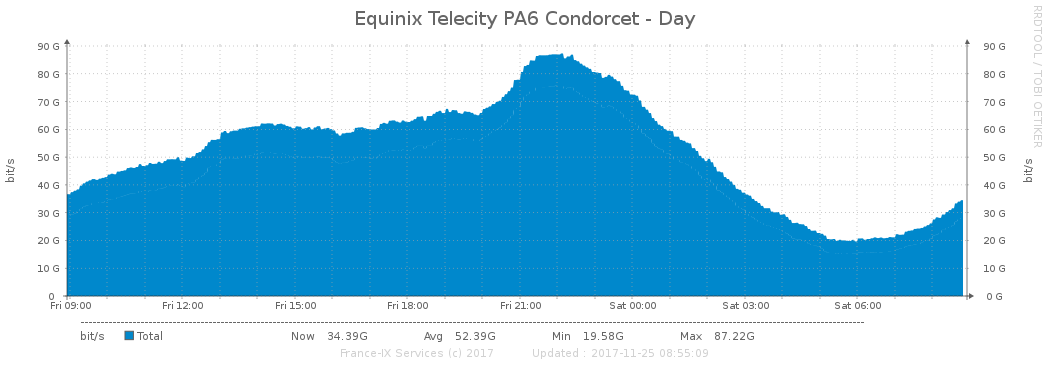 Equinix Telecity PA6 Condorcet - Day
RRDTOOL / TOBI OETIKER
bit/s
90 G
80 G
70 G
60 G
50 G
40 G
30 G
20 G
10 G
0
90 G
80 G
70 G
60 G
50 G
40 G
30 G
20 G
10 G
0 G
bit/s
Fri 09:00 Fri 12:00 Fri 15:00 Fri 18:00 Fri 21:00 Sat 00:00 Sat 03:00 Sat 06:00
bit/s Total Now 34.39G Avg 52.39G Min 19.58G Max 87.22G
France-IX Services (c) 2017 Updated : 2017-11-25 08:55:09